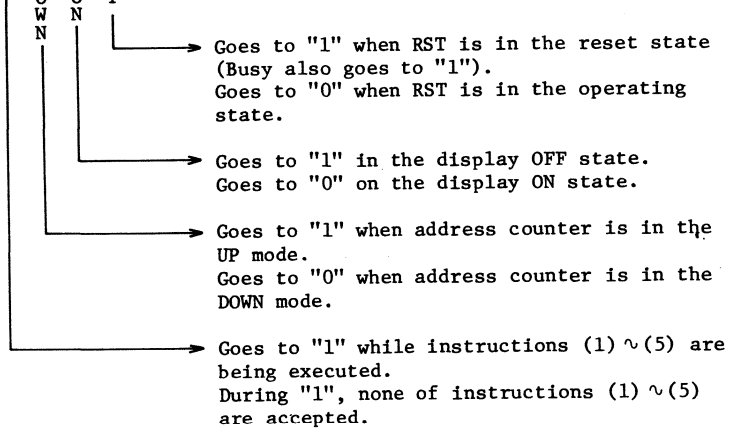 O O T
W N
N
Goes to "1" when RST is in the reset state
(Busy also goes to "1").
Goes to "0" when RST is in the operating
state.
Goes to "1" in the display OFF state.
Goes to "0" on the display ON state.
Goes to "1" when address counter is in the
UP mode.
Goes to "0" when address counter is in the
DOWN mode.
Goes to "1" while instructions (1) ∿ (5) are
being executed.
During "1", none of instructions (1) ∿ (5)
are accepted.